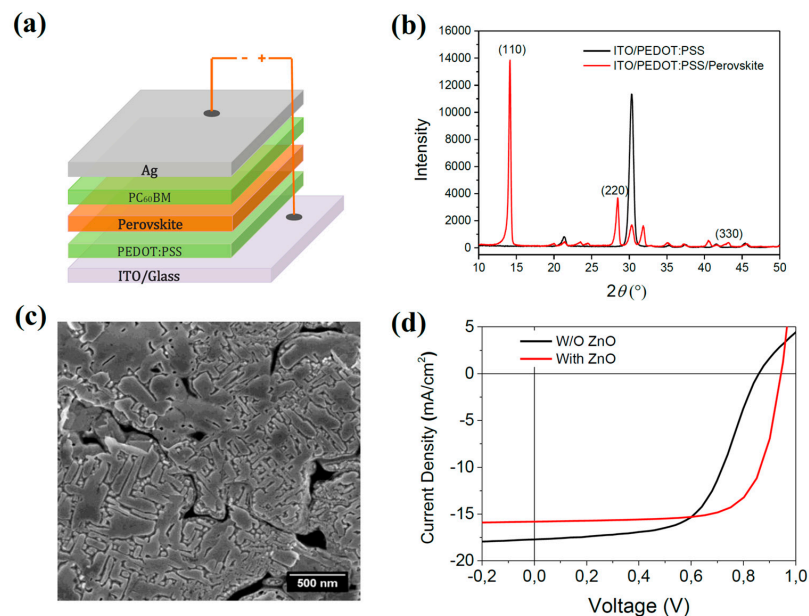 (a)
- +
Ag
PC₆₀BM
Perovskite
PEDOT:PSS
ITO/Glass
(b)
16000
14000
12000
10000
8000
6000
4000
2000
0
Intensity
(110)
(220)
(330)
ITO/PEDOT:PSS
ITO/PEDOT:PSS/Perovskite
10 15 20 25 30 35 40 45 50
2θ(°)
(c)
500 nm
(d)
5
0
-5
-10
-15
-20
Current Density (mA/cm²)
W/O ZnO
With ZnO
-0,2 0,0 0,2 0,4 0,6 0,8 1,0
Voltage (V)